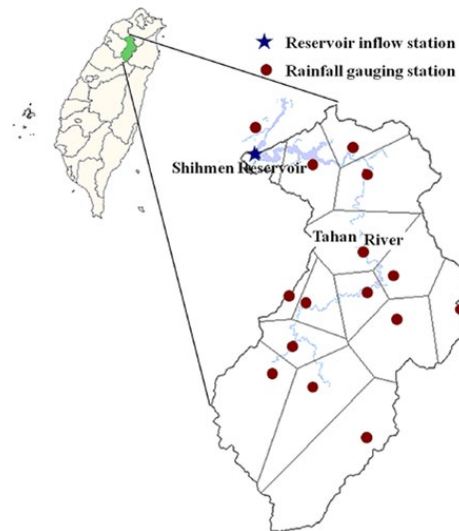 Reservoir inflow station
Rainfall gauging station
Shihmen Reservoir
Tahan River